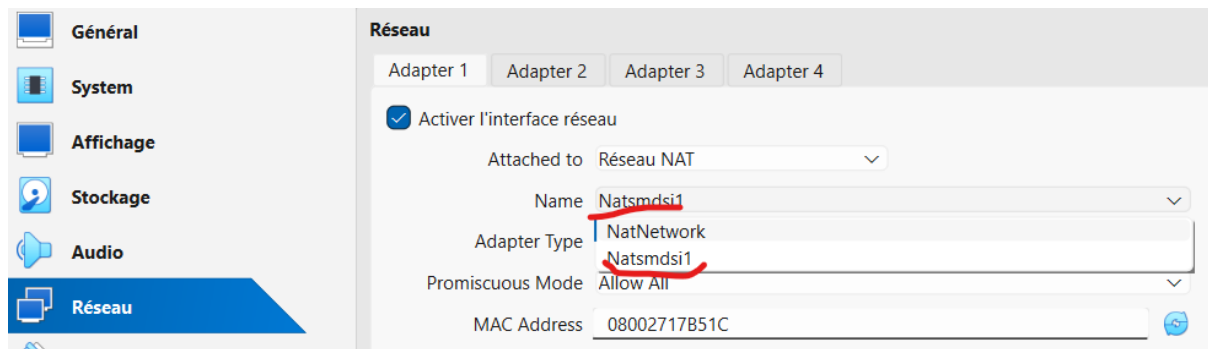 Général
System
Affichage
Stockage
Audio
Réseau
Réseau
Adapter 1 Adapter 2 Adapter 3 Adapter 4
Activer l'interface réseau
Attached to Réseau NAT
Name Natsmdsi1
Adapter Type NatNetwork
Natsmdsi1
Promiscuous Mode Allow All
MAC Address 08002717B51C